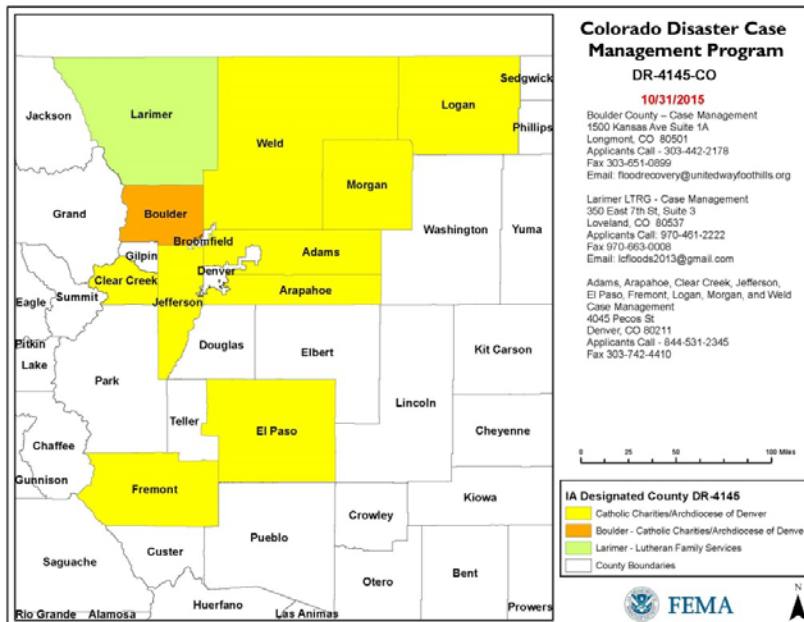 Colorado Disaster Case
Management Program
DR-4145-CO
10/31/2015
Boulder County – Case Management
1500 Kansas Ave Suite 1A
Longmont, CO 80501
Applicants Call - 303-442-2178
Fax 303-651-0899
Email: floodrecovery@unitedwayfoothills.org
Larimer LTRG - Case Management
350 East 7th St, Suite 3
Loveland, CO 80537
Applicants Call: 970-461-2222
Fax 970-663-0008
Email: lcfloods2013@gmail.com
Adams, Arapahoe, Clear Creek, Jefferson,
El Paso, Fremont, Logan, Morgan, and Weld
Case Management
4045 Pecos St
Denver, CO 80211
Applicants Call - 844-531-2345
Fax 303-742-4410
0 50 100 Miles
IA Designated County DR-4145
Catholic Charities/Archdiocese of Denver
Boulder - Catholic Charities/Archdiocese of Denve
Larimer - Lutheran Family Services
County Boundaries
FEMA
N
Jackson
Larimer
Weld
Logan
Sedgwick
Phillips
Morgan
Grand
Boulder
Broomfield
Washington
Yuma
Gilpin
Adams
Clear Creek
Denver
Arapahoe
Eagle
Summit
Jefferson
Pitkin
Lake
Park
Douglas
Elbert
Kit Carson
Lincoln
Teller
El Paso
Cheyenne
Chaffee
Gunnison
Fremont
Kiowa
Crowley
Pueblo
Saguache
Custer
Otero
Bent
Prowers
Huerfano
Las Animas
Rio Grande
Alamosa